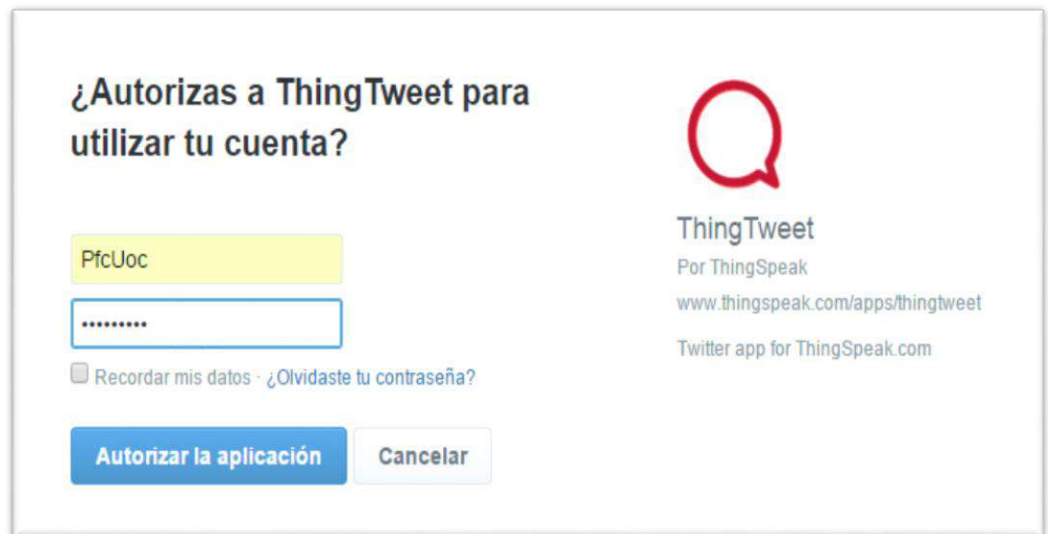 ¿Autorizas a ThingTweet para
utilizar tu cuenta?
PfcUoc
•••••••••
Recordar mis datos · ¿Olvidaste tu contraseña?
Autorizar la aplicación
Cancelar
ThingTweet
Por ThingSpeak
www.thingspeak.com/apps/thingtweet
Twitter app for ThingSpeak.com